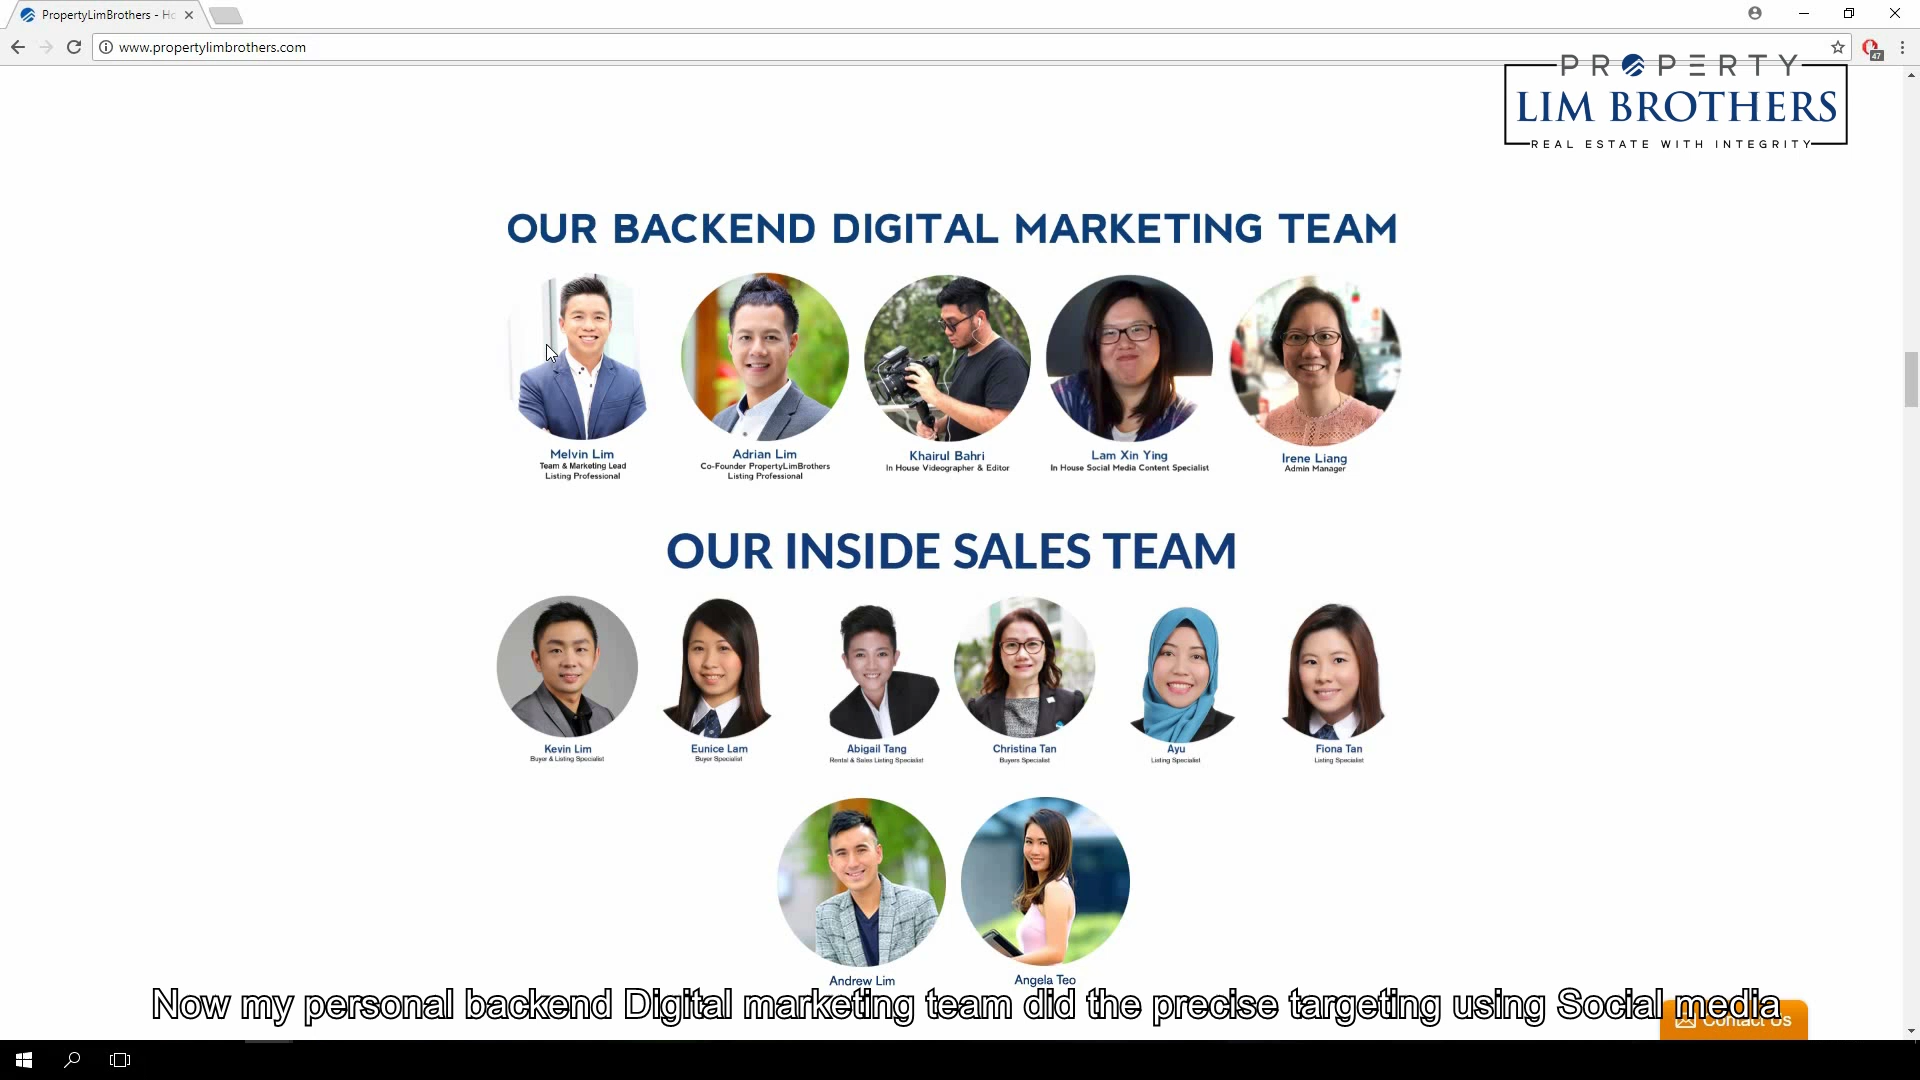 PropertyLimBrothers - Ho
www.propertylimbrothers.com
47
PROPERTY
LIM BROTHERS
REAL ESTATE WITH INTEGRITY
OUR BACKEND DIGITAL MARKETING TEAM
Melvin Lim
Team & Marketing Lead
Listing Professional
Adrian Lim
Co-Founder PropertyLimBrothers
Listing Professional
Khairul Bahri
In House Videographer & Editor
Lam Xin Ying
In House Social Media Content Specialist
Irene Liang
Admin Manager
OUR INSIDE SALES TEAM
Kevin Lim
Buyer & Listing Specialist
Eunice Lam
Buyer Specialist
Abigail Tang
Rental & Sales Listing Specialist
Christina Tan
Buyers Specialist
Ayu
Listing Specialist
Fiona Tan
Listing Specialist
Andrew Lim
Angela Teo
Now my personal backend Digital marketing team did the precise targeting using Social media
Contact Us